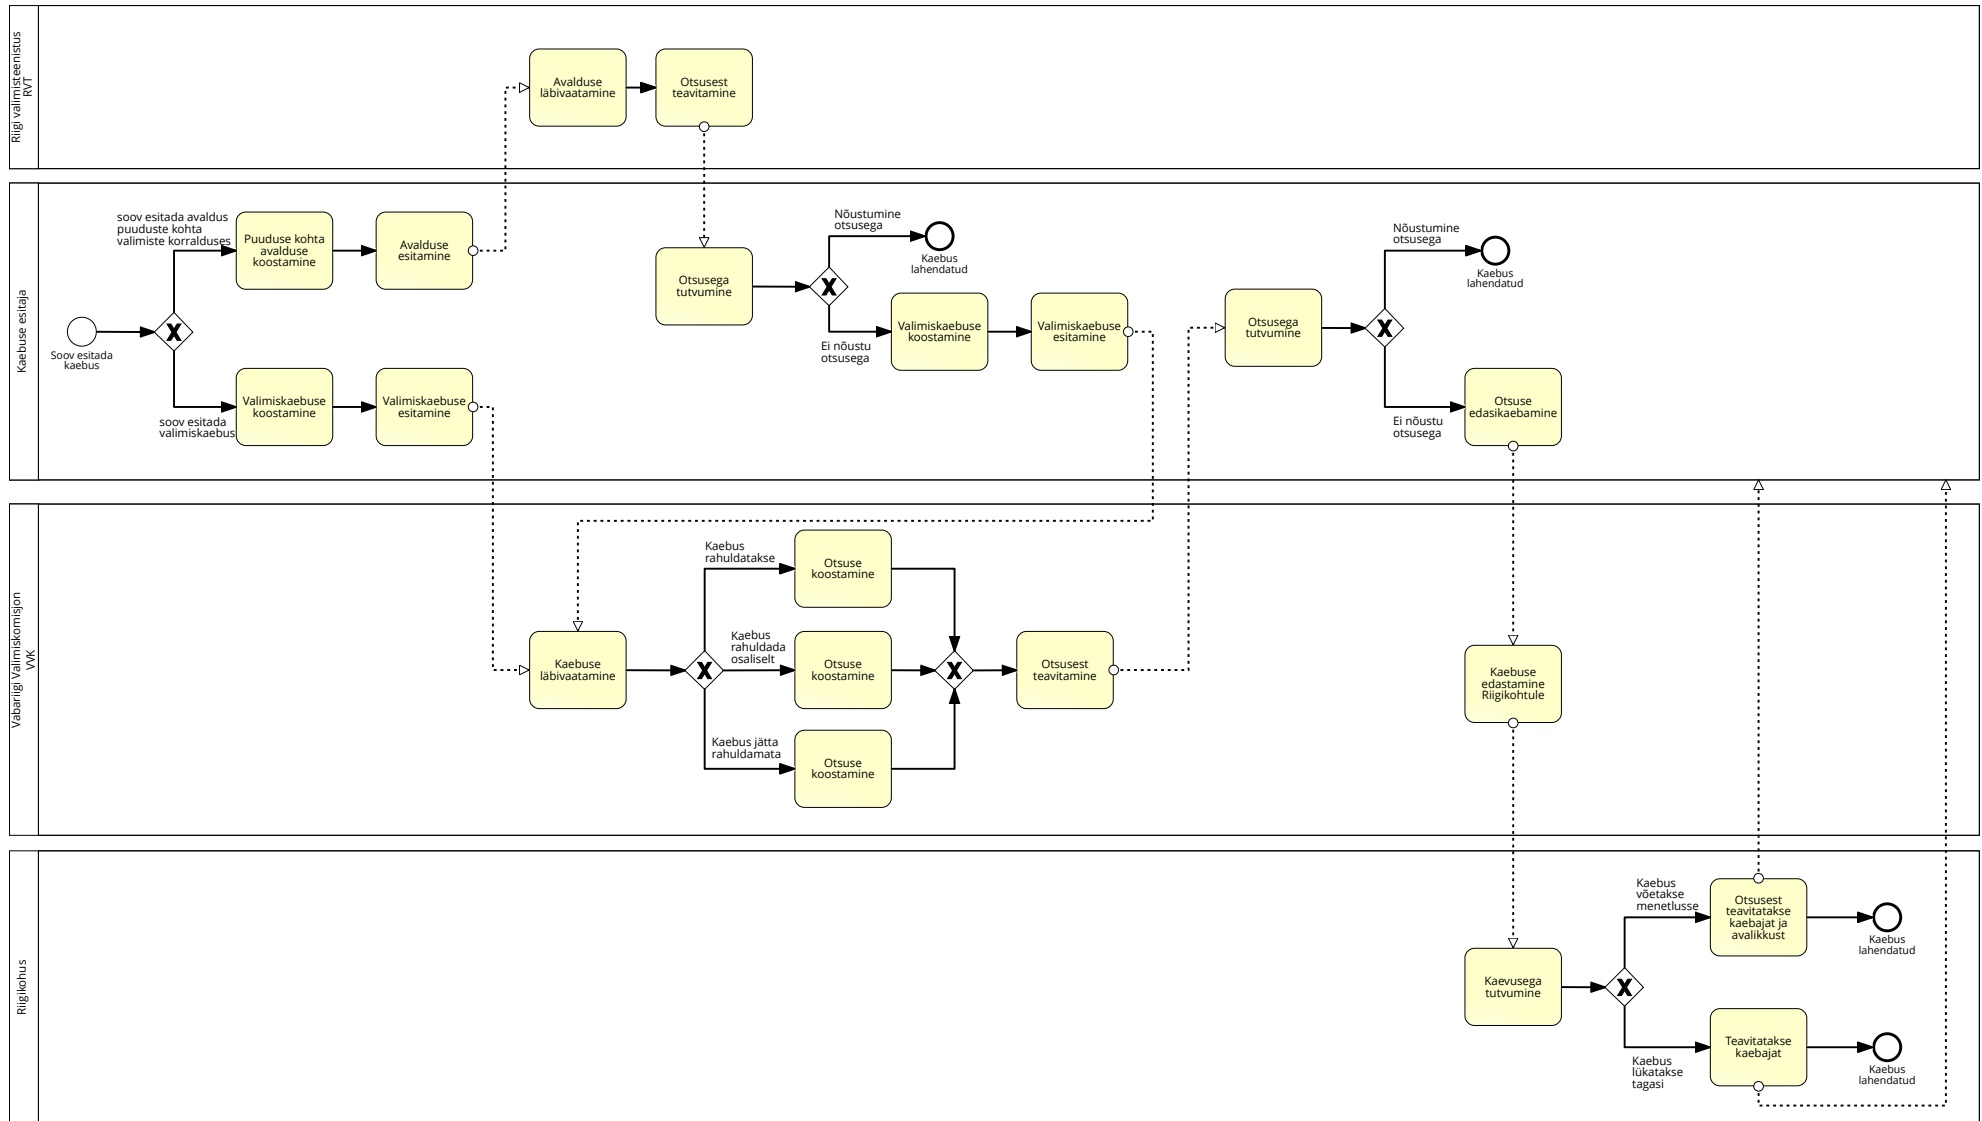 Riigi valimisteenistus
RVT
Avalduse
läbivaatamine
Otsusest
teavitamine
Kaebuse esitaja
Soov esitada
kaebus
soov esitada avaldus
puuduste kohta
valimiste korralduses
Puuduse kohta
avalduse
koostamine
Avalduse
esitamine
soov esitada
valimiskaebus
Valimiskaebuse
koostamine
Valimiskaebuse
esitamine
Otsusega
tutvumine
Nõustumine
otsusega
Kaebus
lahendatud
Ei nõustu
otsusega
Valimiskaebuse
koostamine
Valimiskaebuse
esitamine
Otsusega
tutvumine
Nõustumine
otsusega
Kaebus
lahendatud
Ei nõustu
otsusega
Otsuse
edasikaebamine
Vabariigi Valimiskomisjon
VVK
Kaebuse
läbivaatamine
Kaebus
rahuldatakse
Otsuse
koostamine
Kaebus
rahuldada
osaliselt
Otsuse
koostamine
Kaebus jätta
rahuldamata
Otsuse
koostamine
Otsusest
teavitamine
Kaebuse
edastamine
Riigikohtule
Riigikohus
Kaevusega
tutvumine
Kaebus
võetakse
menetlusse
Otsusest
teavitatakse
kaebajat ja
avalikkust
Kaebus
lahendatud
Kaebus
lükatakse
tagasi
Teavitatakse
kaebajat
Kaebus
lahendatud